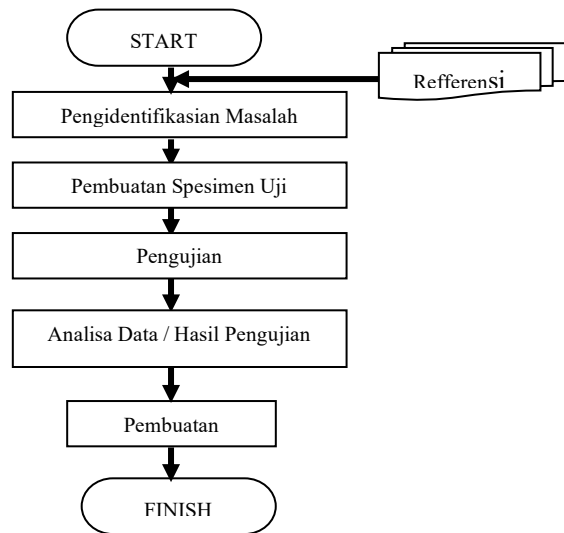 START
Refferensi
Pengidentifikasian Masalah
Pembuatan Spesimen Uji
Pengujian
Analisa Data / Hasil Pengujian
Pembuatan
FINISH